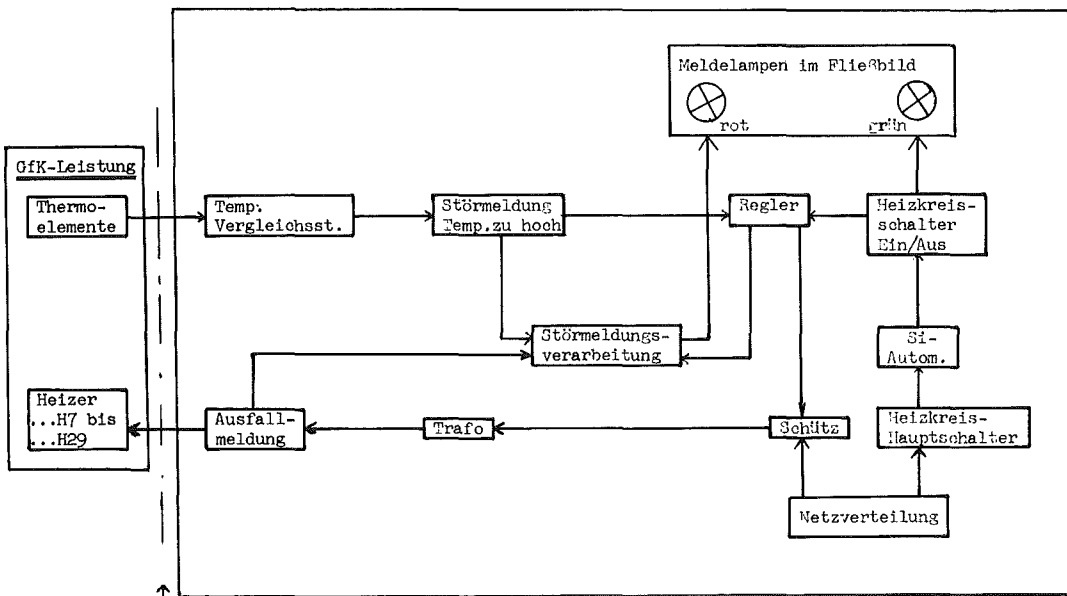 Meldelampen im Fließbild
rot
grün
GfK-Leistung
Thermo-
elemente
Temp.
Vergleichsst.
Störmeldung
Temp.zu hoch
Regler
Heizkreis-
schalter
Ein/Aus
Störmeldungs-
verarbeitung
Si-
Autom.
Heizer
...H7 bis
...H29
Ausfall-
meldung
Trafo
Schütz
Heizkreis-
Hauptschalter
Netzverteilung